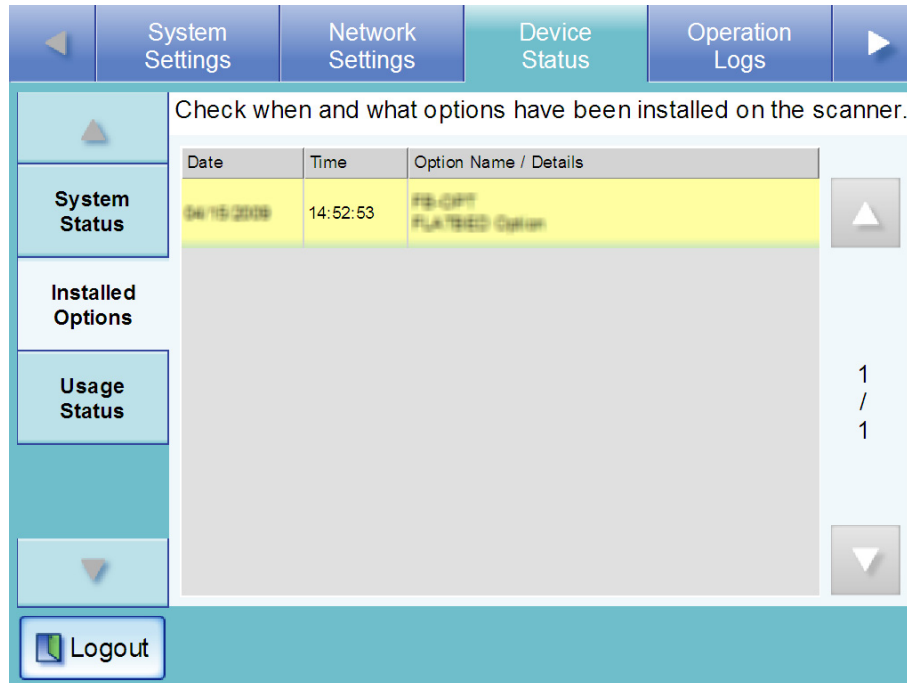 System
Settings
Network
Settings
Device
Status
Operation
Logs
Check when and what options have been installed on the scanner.
Date Time Option Name / Details
14:52:53
System
Status
Installed
Options
Usage
Status
1
/
1
Logout